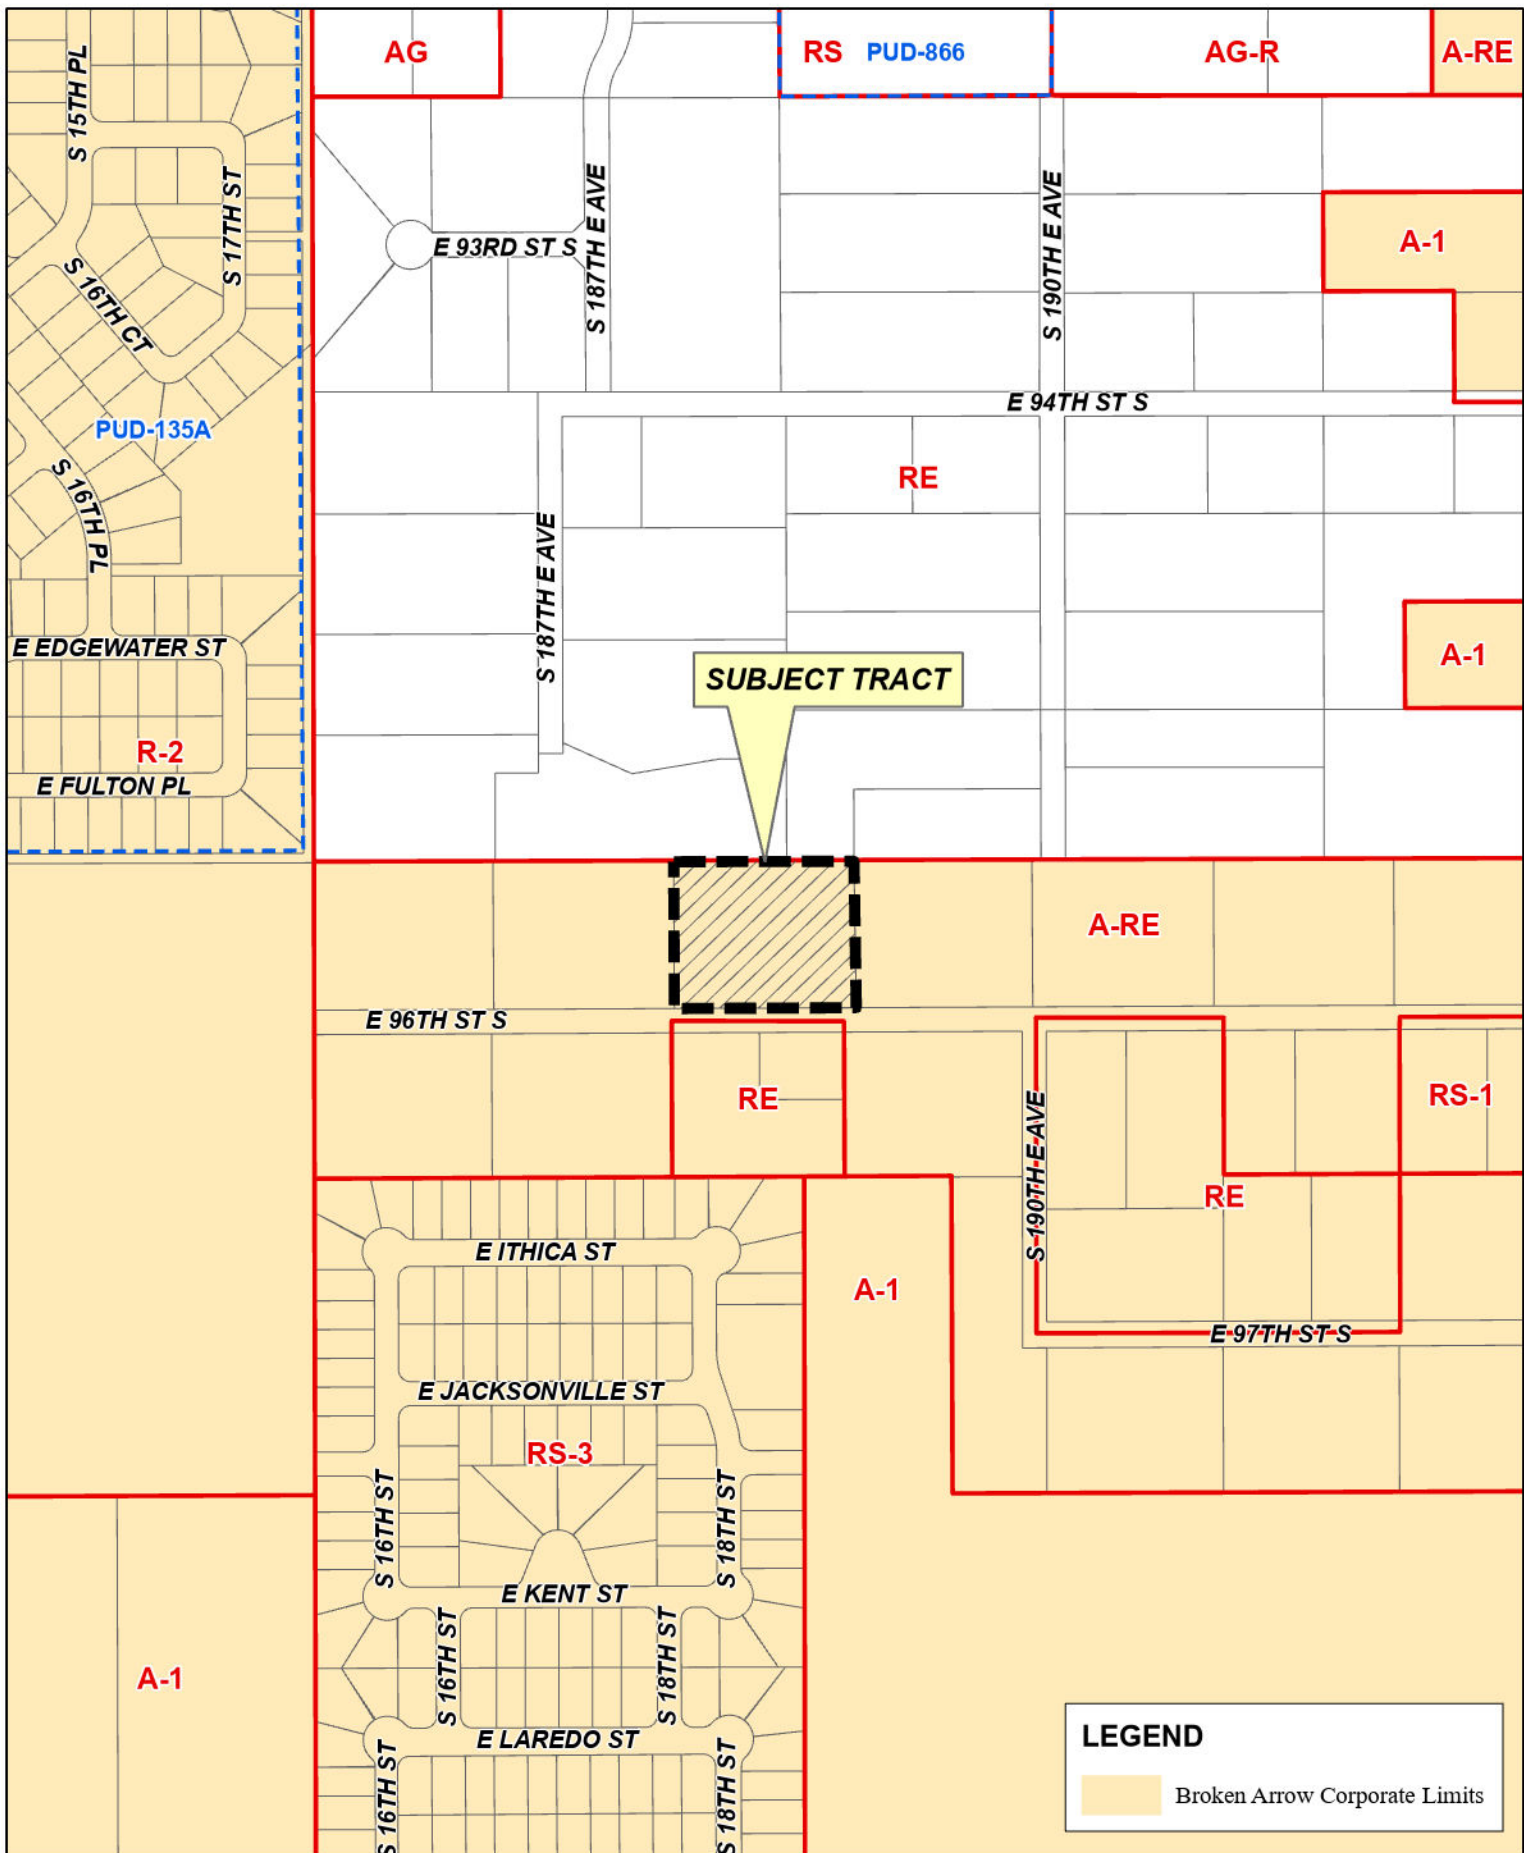 AG
RS
PUD-866
AG-R
A-RE
S 15TH PL
S 17TH ST
S 187TH E AVE
S 190TH E AVE
E 93RD ST S
A-1
S 16TH CT
E 94TH ST S
PUD-135A
RE
S 16TH PL
S 187TH E AVE
E EDGEWATER ST
A-1
SUBJECT TRACT
R-2
E FULTON PL
A-RE
E 96TH ST S
RE
RS-1
S 190TH E AVE
RE
E ITHICA ST
A-1
E 97TH ST S
E JACKSONVILLE ST
RS-3
S 16TH ST
S 18TH ST
E KENT ST
S 16TH ST
S 18TH ST
A-1
E LAREDO ST
S 16TH ST
S 18TH ST
LEGEND
Broken Arrow Corporate Limits